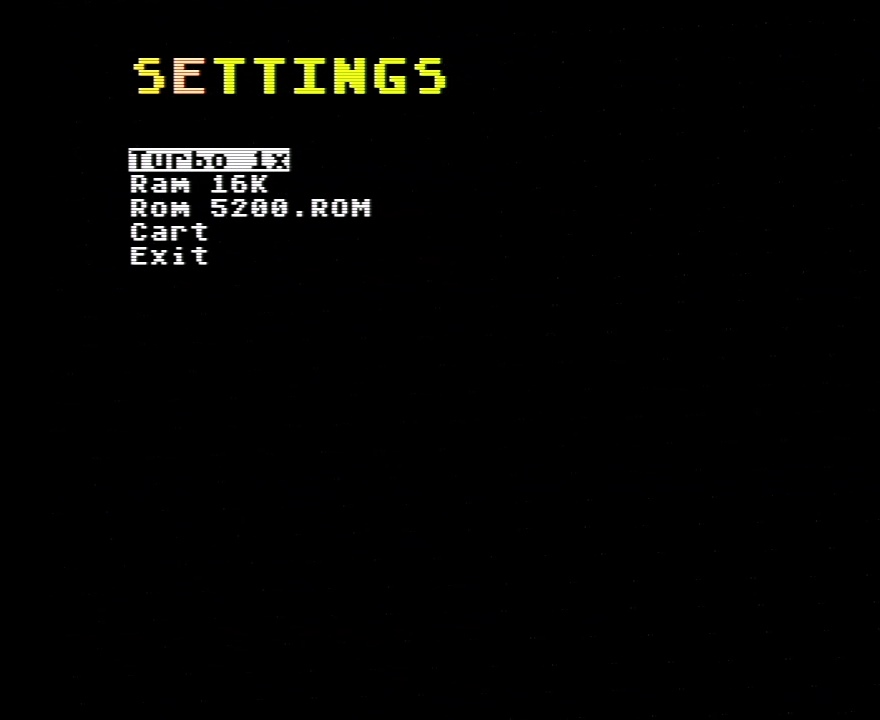 SETTINGS
Turbo 1x
Ram 16K
Rom 5200.ROM
Cart
Exit